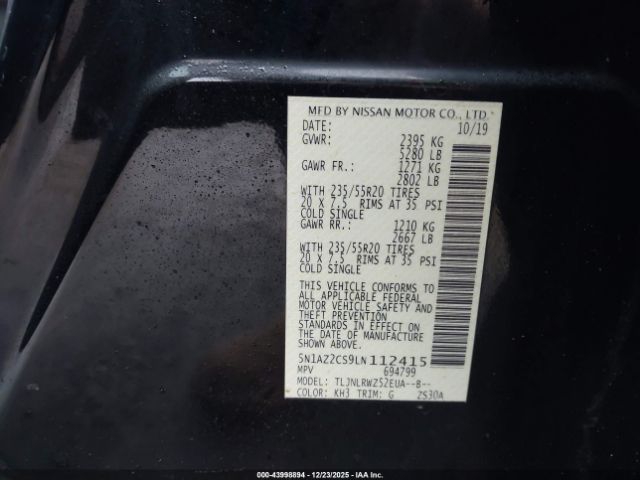 MFD BY NISSAN MOTOR CO., LTD.
DATE: 10/19
GVWR: 2395 KG
5280 LB
GAWR FR.: 1271 KG
2802 LB
WITH 235/55R20 TIRES
20 X 7.5 RIMS AT 35 PSI
COLD SINGLE
GAWR RR.: 1210 KG
2667 LB
WITH 235/55R20 TIRES
20 X 7.5 RIMS AT 35 PSI
COLD SINGLE
THIS VEHICLE CONFORMS TO
ALL APPLICABLE FEDERAL
MOTOR VEHICLE SAFETY AND
THEFT PREVENTION
STANDARDS IN EFFECT ON
THE DATE OF MANUFACTURE
SHOWN ABOVE.
5N1AZ2CS9LN112415
MPV 694799
MODEL: TLJNLRWZ52EUA--B--
COLOR: KH3 TRIM: G 2S30A
000-43998894 | 12/23/2025 | IAA Inc.